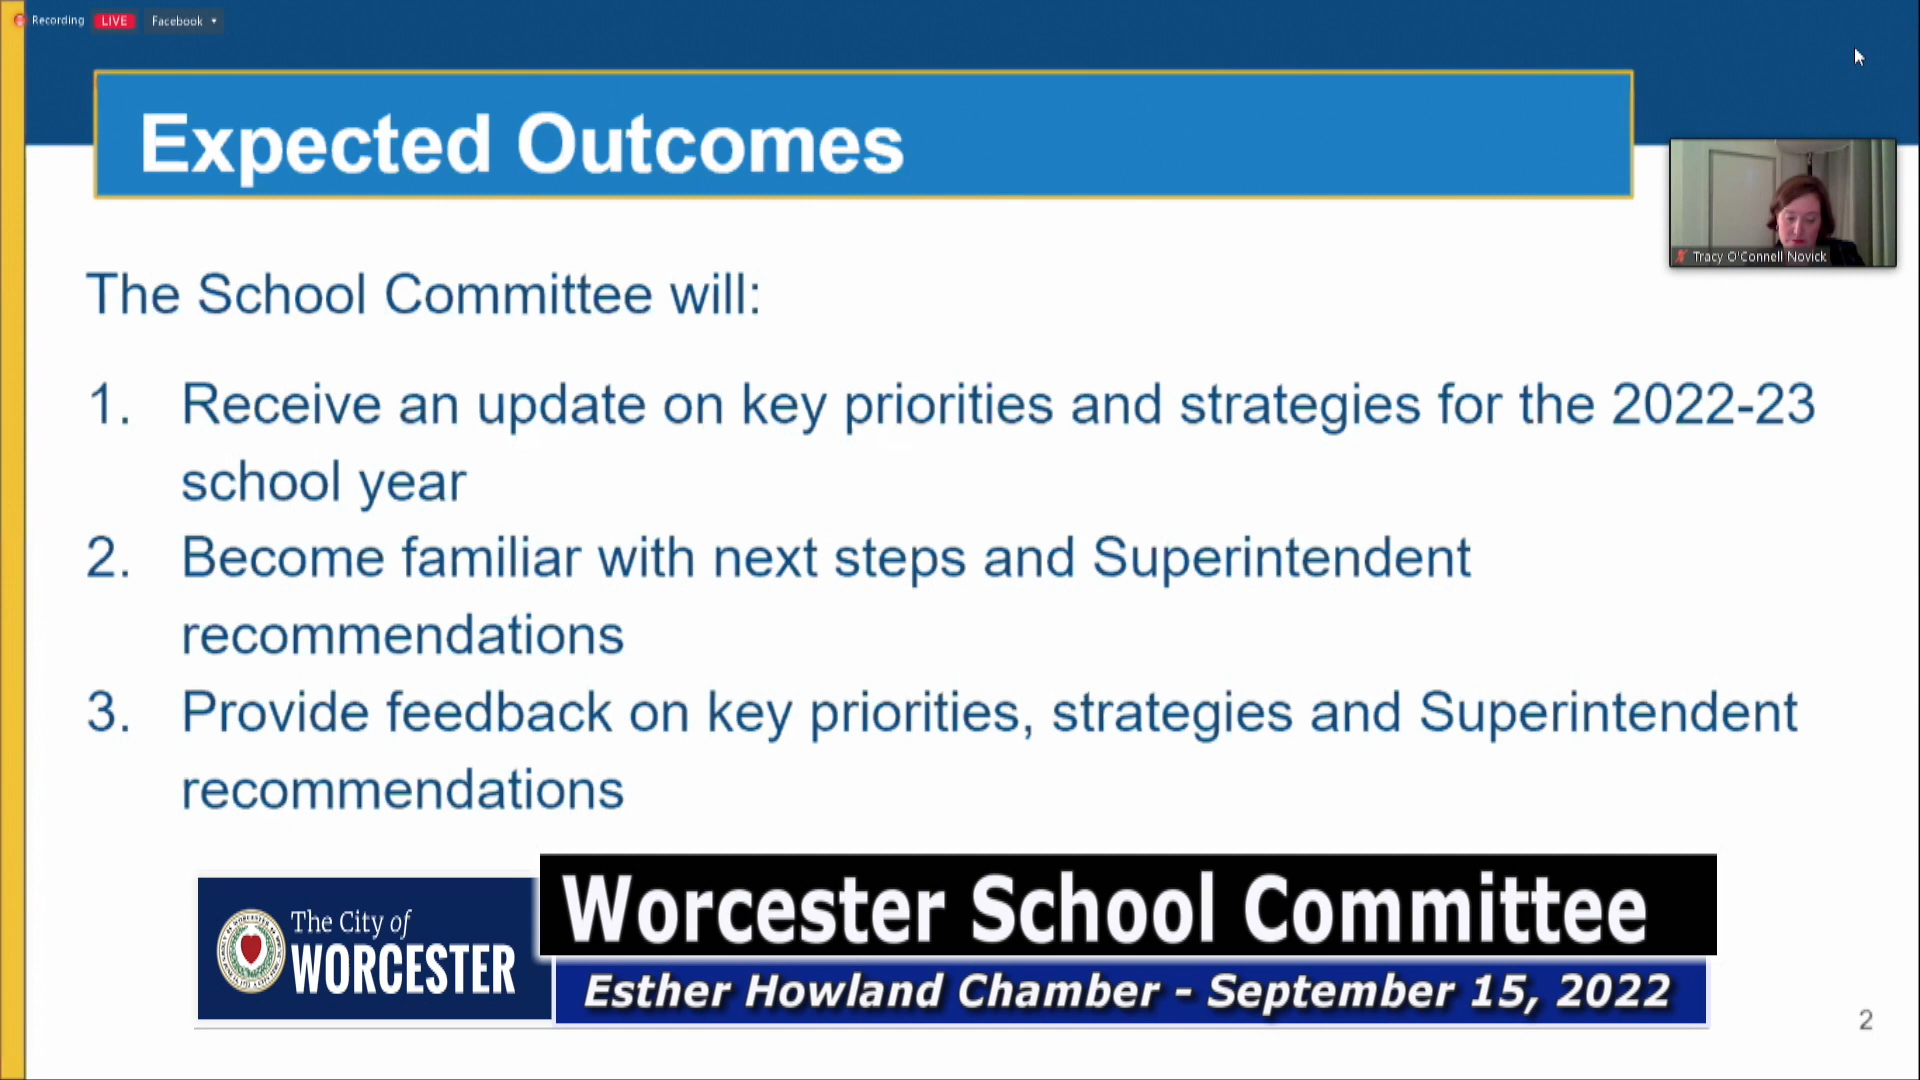 Recording LIVE Facebook
Expected Outcomes
Tracy O'Connell Novick
The School Committee will:
1. Receive an update on key priorities and strategies for the 2022-23
school year
2. Become familiar with next steps and Superintendent
recommendations
3. Provide feedback on key priorities, strategies and Superintendent
recommendations
The City of
WORCESTER
Worcester School Committee
Esther Howland Chamber - September 15, 2022
2